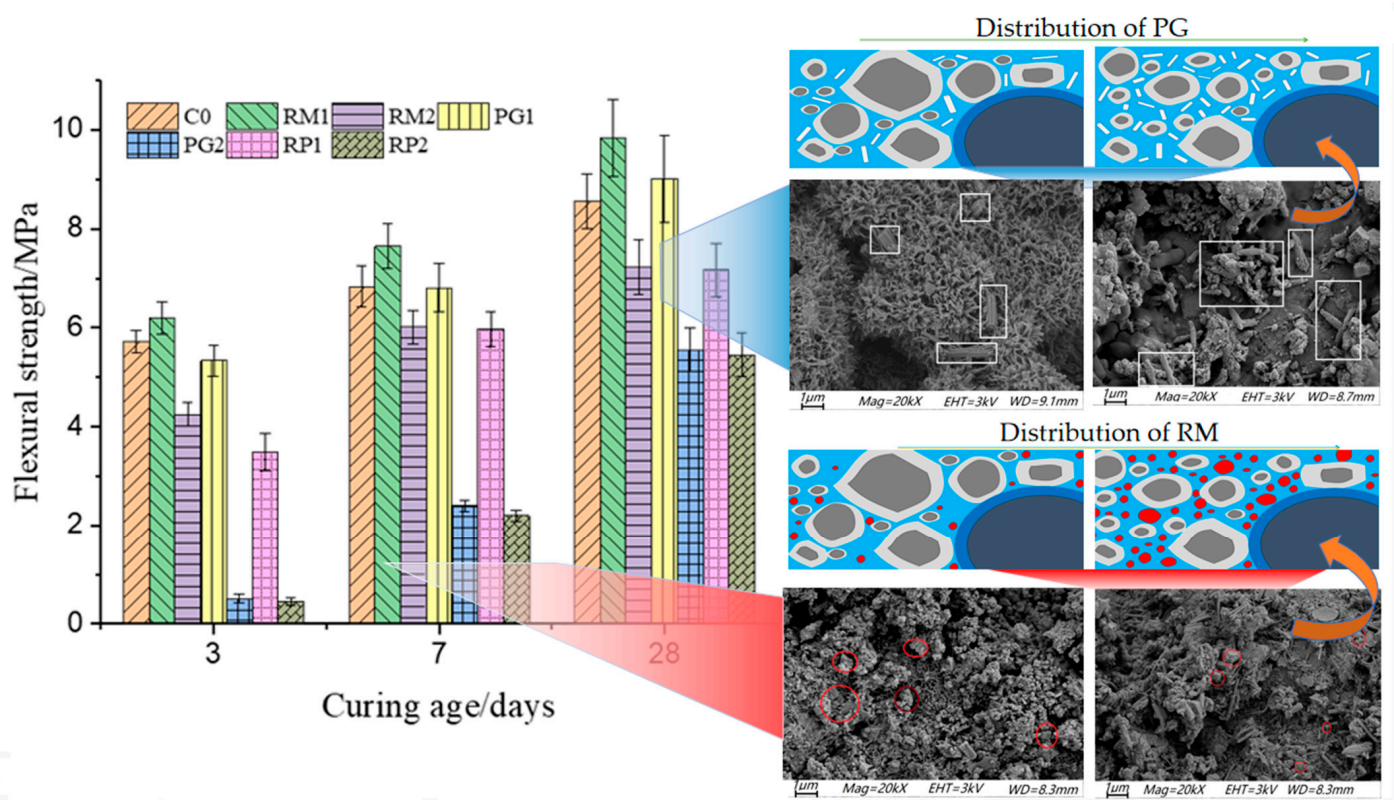 Distribution of PG
C0 RM1 RM2 PG1
PG2 RP1 RP2
10
8
6
4
2
0
Flexural strength/MPa
3 7 28
Curing age/days
1μm Mag=20kX EHT=3kV WD=9.1mm
1μm Mag=20kX EHT=3kV WD=8.7mm
Distribution of RM
1μm Mag=20kX EHT=3kV WD=8.3mm
1μm Mag=20kX EHT=3kV WD=8.3mm